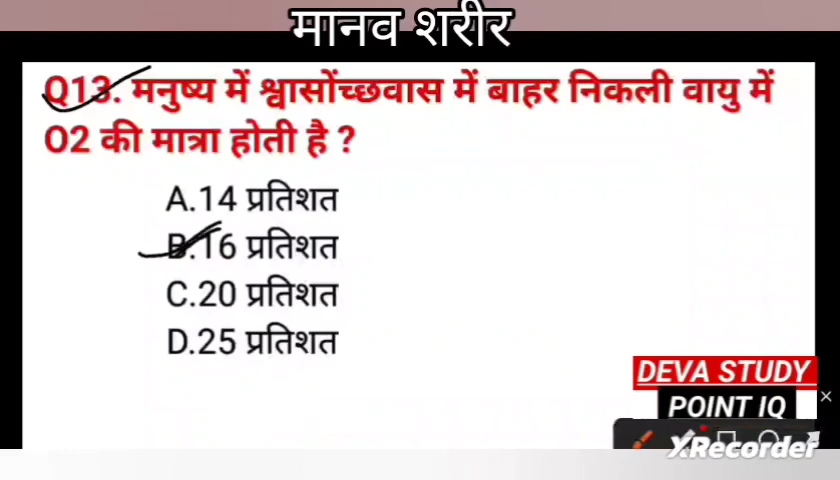 मानव शरीर
Q13. मनुष्य में श्वासोंच्छवास में बाहर निकली वायु में
O2 की मात्रा होती है ?
A.14 प्रतिशत
B.16 प्रतिशत
C.20 प्रतिशत
D.25 प्रतिशत
DEVA STUDY
POINT IQ
XRecorder